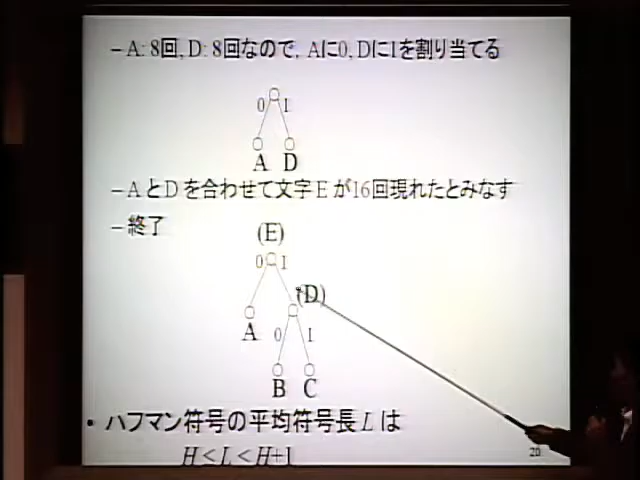 – A: 8回, D: 8回なので, Aに0, Dに1を割り当てる
0 1
A D
– AとDを合わせて文字Eが16回現れたとみなす
– 終了
(E)
0 1
(D)
A 0 1
B C
• ハフマン符号の平均符号長Lは
H≤L<H+1
20